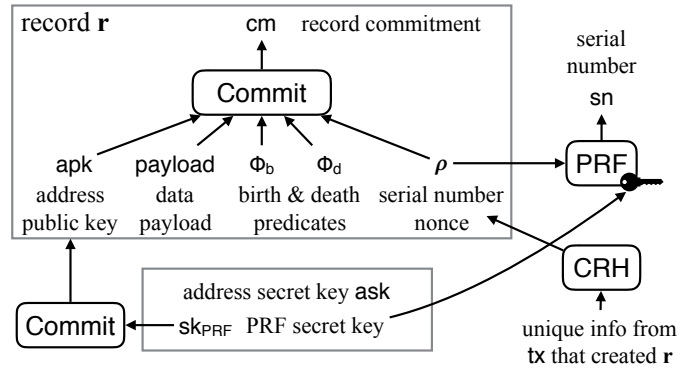 record r
cm record commitment
Commit
serial
number
sn
PRF
apk payload Φb Φd ρ
address data birth & death serial number
public key payload predicates nonce
CRH
unique info from
tx that created r
address secret key ask
skPRF PRF secret key
Commit